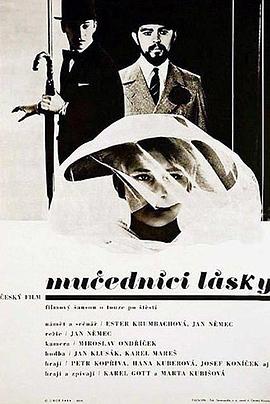 mučedníci lásky
ČESKÝ FILM
filmový šanson o touze po štěstí
námět a scénář / ESTER KRUMBACHOVÁ, JAN NĚMEC
režie / JAN NĚMEC
kamera / MIROSLAV ONDŘÍČEK
hudba / JAN KLUSÁK, KAREL MAREŠ
hrají / PETR KOPŘIVA, HANA KUBEROVÁ, JOSEF KONÍČEK aj
hrají a zpívají / KAREL GOTT a MARTA KUBIŠOVÁ